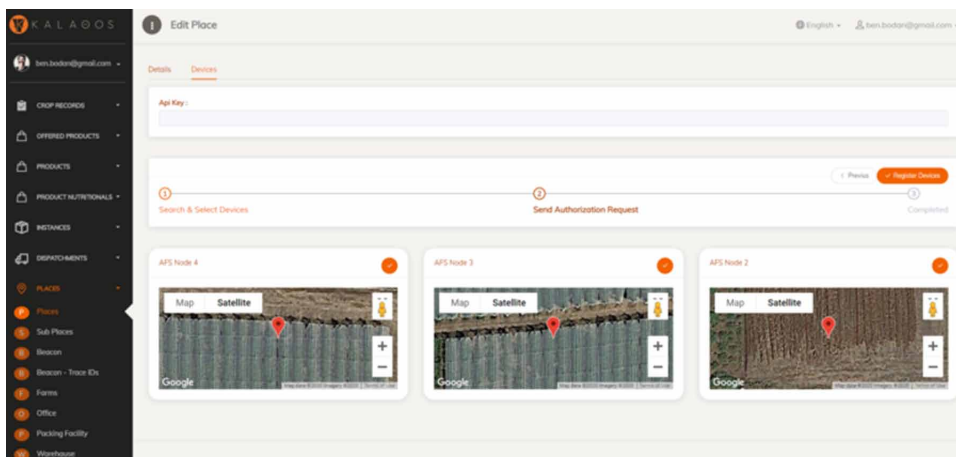 KALAGOS
Edit Place
English
ben.bodan@gmail.com
ben.bodan@gmail.com
Details Devices
CROP RECORDS
OFFERED PRODUCTS
PRODUCTS
PRODUCT NUTRITIONALS
INSTANCES
DISPATCHMENTS
PLACES
P Places
S Sub Places
B Beacon
B Beacon - Trace IDs
F Farms
O Office
P Packing Facility
W Warehouse
Api Key :
Previus
Register Devices
1
2
3
Search & Select Devices
Send Authorization Request
Completed
AFS Node 4
Map Satellite
Google
AFS Node 3
Map Satellite
Google
AFS Node 2
Map Satellite
Google